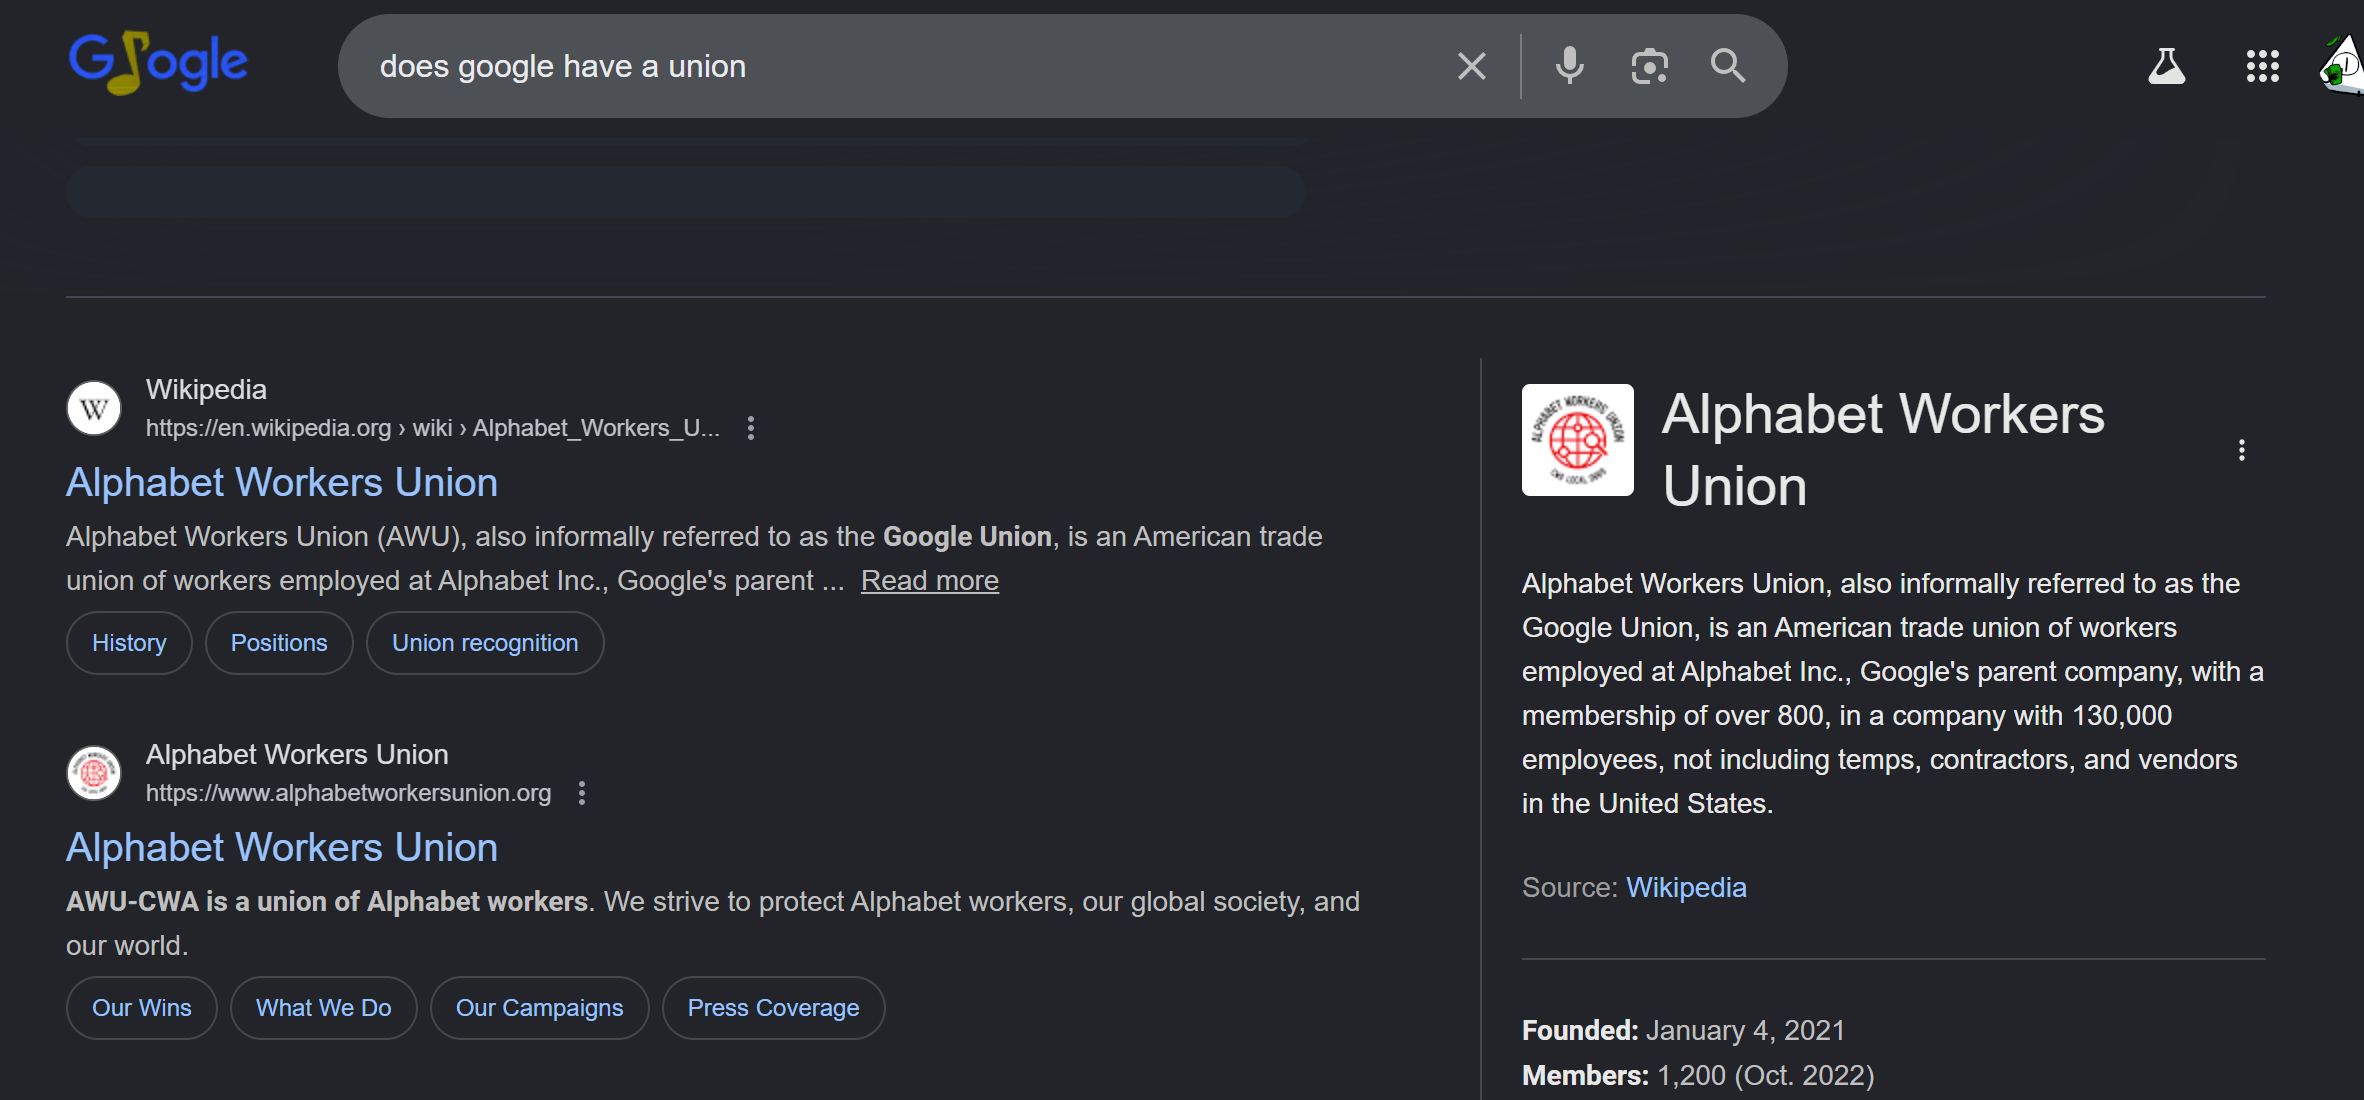 Google
does google have a union
Wikipedia
https://en.wikipedia.org › wiki › Alphabet_Workers_U...
Alphabet Workers Union
Alphabet Workers Union (AWU), also informally referred to as the Google Union, is an American trade
union of workers employed at Alphabet Inc., Google's parent ... Read more
History
Positions
Union recognition
Alphabet Workers Union
https://www.alphabetworkersunion.org
Alphabet Workers Union
AWU-CWA is a union of Alphabet workers. We strive to protect Alphabet workers, our global society, and
our world.
Our Wins
What We Do
Our Campaigns
Press Coverage
ALPHABET WORKERS UNION
Alphabet Workers
Union
Alphabet Workers Union, also informally referred to as the
Google Union, is an American trade union of workers
employed at Alphabet Inc., Google's parent company, with a
membership of over 800, in a company with 130,000
employees, not including temps, contractors, and vendors
in the United States.
Source: Wikipedia
Founded: January 4, 2021
Members: 1,200 (Oct. 2022)